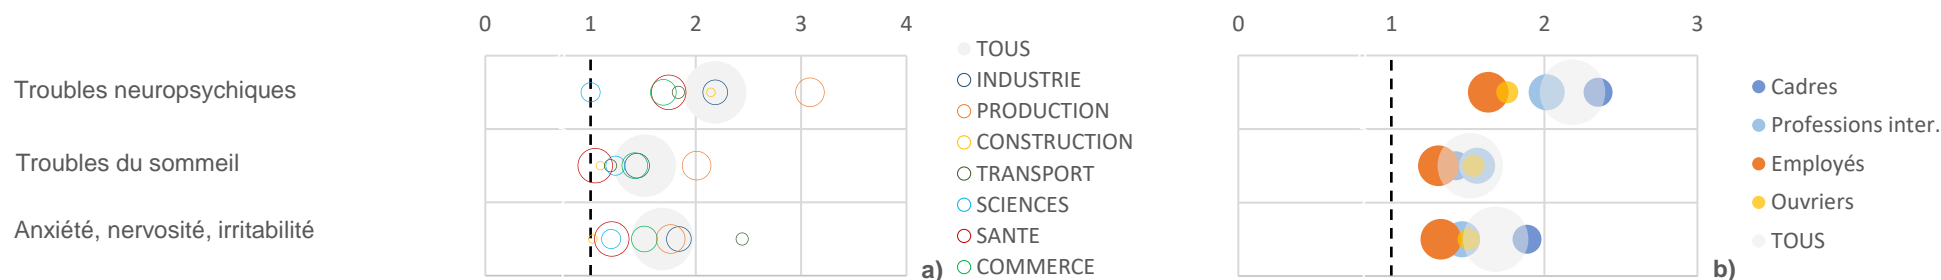 0 1 2 3 4
Troubles neuropsychiques
Troubles du sommeil
Anxiété, nervosité, irritabilité
TOUS
INDUSTRIE
PRODUCTION
CONSTRUCTION
TRANSPORT
SCIENCES
SANTE
COMMERCE
a)
0 1 2 3
Cadres
Professions inter.
Employés
Ouvriers
TOUS
b)